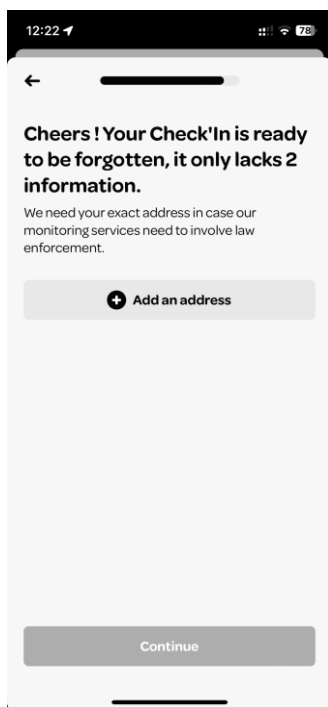 12:22
78
Cheers ! Your Check'In is ready
to be forgotten, it only lacks 2
information.
We need your exact address in case our
monitoring services need to involve law
enforcement.
Add an address
Continue